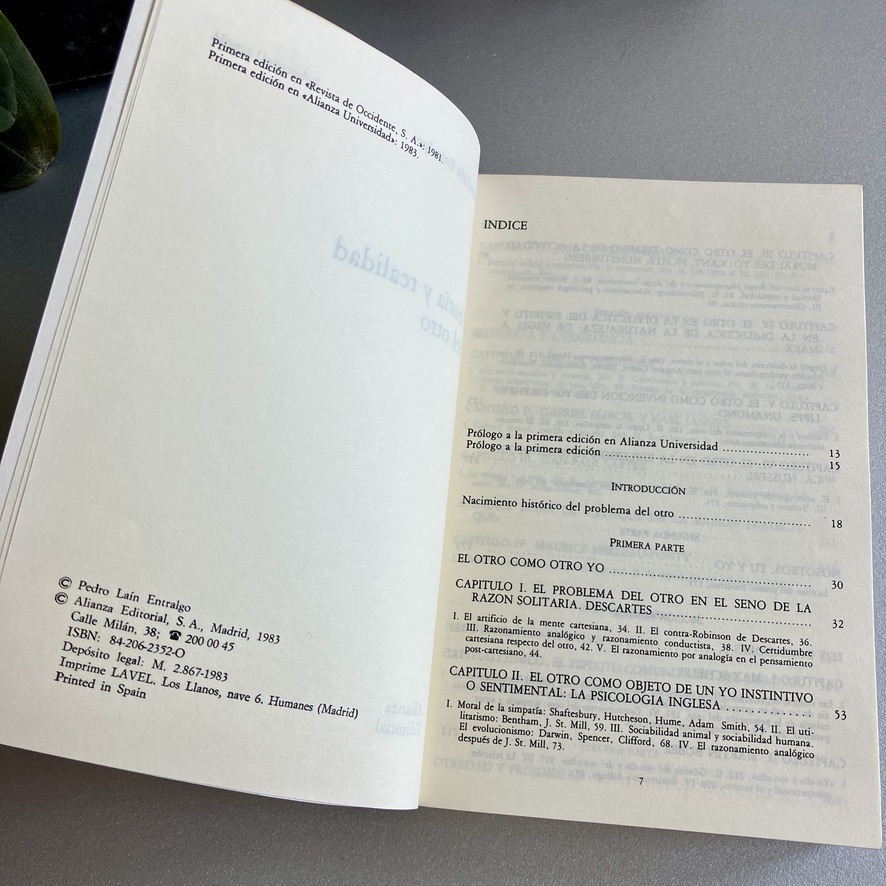 Primera edición en «Revista de Occidente, S. A.»: 1981.
Primera edición en «Alianza Universidad»: 1983.
© Pedro Laín Entralgo
© Alianza Editorial, S. A., Madrid, 1983
Calle Milán, 38; ☎ 200 00 45
ISBN: 84-206-2352-O
Depósito legal: M. 2.867-1983
Imprime LAVEL. Los Llanos, nave 6. Humanes (Madrid)
Printed in Spain
INDICE
Prólogo a la primera edición en Alianza Universidad .................... 13
Prólogo a la primera edición .................... 15
INTRODUCCIÓN
Nacimiento histórico del problema del otro .................... 18
PRIMERA PARTE
EL OTRO COMO OTRO YO .................... 30
CAPITULO I. EL PROBLEMA DEL OTRO EN EL SENO DE LA
RAZON SOLITARIA. DESCARTES .................... 32
I. El artificio de la mente cartesiana, 34. II. El contra-Robinson de Descartes, 36.
III. Razonamiento analógico y razonamiento conductista, 38. IV. Certidumbre
cartesiana respecto del otro, 42. V. El razonamiento por analogía en el pensamiento
post-cartesiano, 44.
CAPITULO II. EL OTRO COMO OBJETO DE UN YO INSTINTIVO
O SENTIMENTAL: LA PSICOLOGIA INGLESA .................... 53
I. Moral de la simpatía: Shaftesbury, Hutcheson, Hume, Adam Smith, 54. II. El uti-
litarismo: Bentham, J. St. Mill, 59. III. Sociabilidad animal y sociabilidad humana.
El evolucionismo: Darwin, Spencer, Clifford, 68. IV. El razonamiento analógico
después de J. St. Mill, 73.
7